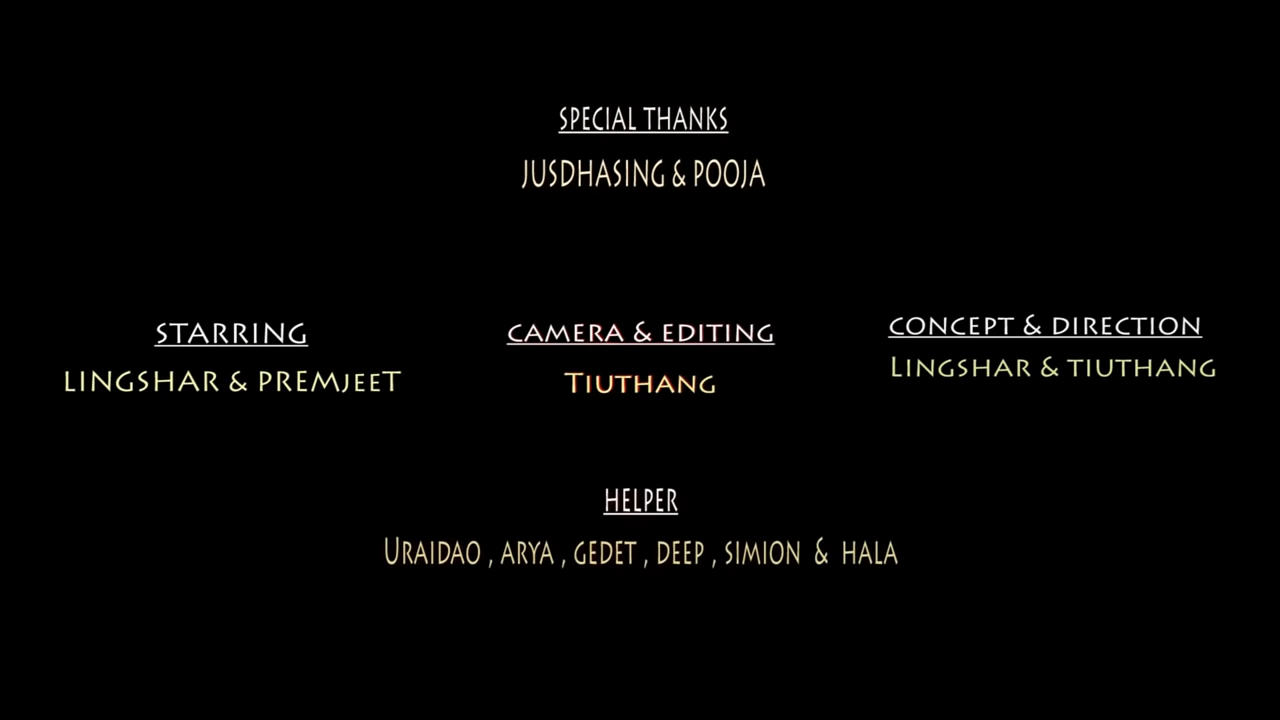 SPECIAL THANKS
JUSDHASING & POOJA
STARRING
LINGSHAR & PREMJEET
CAMERA & EDITING
TIUTHANG
CONCEPT & DIRECTION
LINGSHAR & TIUTHANG
HELPER
URAIDAO , ARYA , GEDET , DEEP , SIMION & HALA